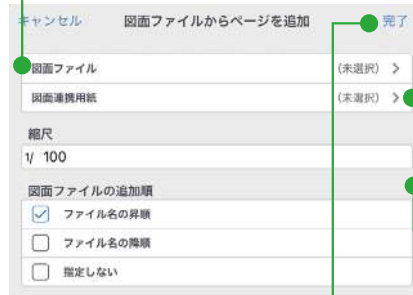 キャンセル 図面ファイルからページを追加 完了
図面ファイル (未選択) >
図面連携用紙 (未選択) >
縮尺
1/ 100
図面ファイルの追加順
ファイル名の昇順
ファイル名の降順
指定しない